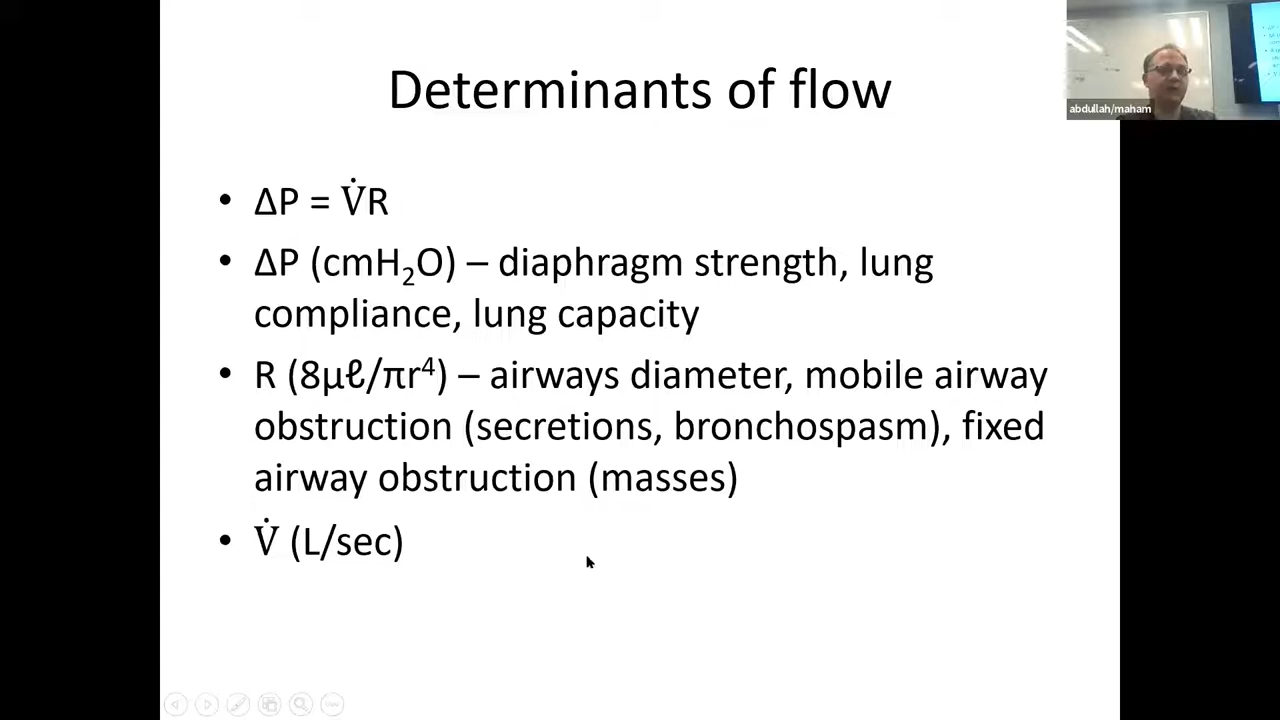 Determinants of flow
abdullah/maham
• ΔP = V̇R
• ΔP (cmH₂O) – diaphragm strength, lung
compliance, lung capacity
• R (8μℓ/πr⁴) – airways diameter, mobile airway
obstruction (secretions, bronchospasm), fixed
airway obstruction (masses)
• V̇ (L/sec)